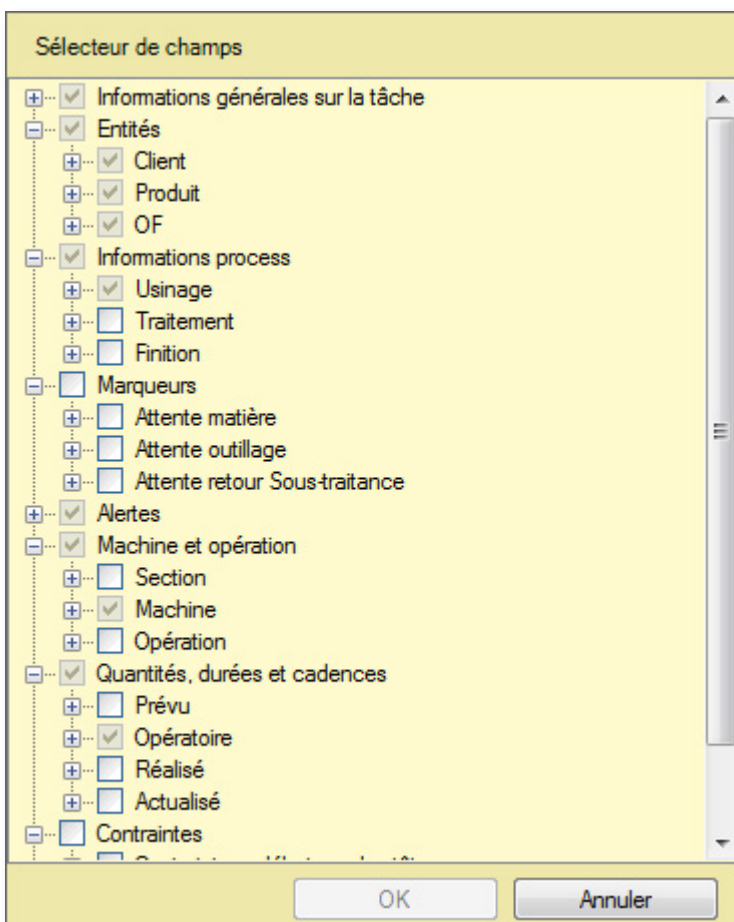 Sélecteur de champs
Informations générales sur la tâche
Entités
Client
Produit
OF
Informations process
Usinage
Traitement
Finition
Marqueurs
Attente matière
Attente outillage
Attente retour Sous-traitance
Alertes
Machine et opération
Section
Machine
Opération
Quantités, durées et cadences
Prévu
Opératoire
Réalisé
Actualisé
Contraintes
OK Annuler